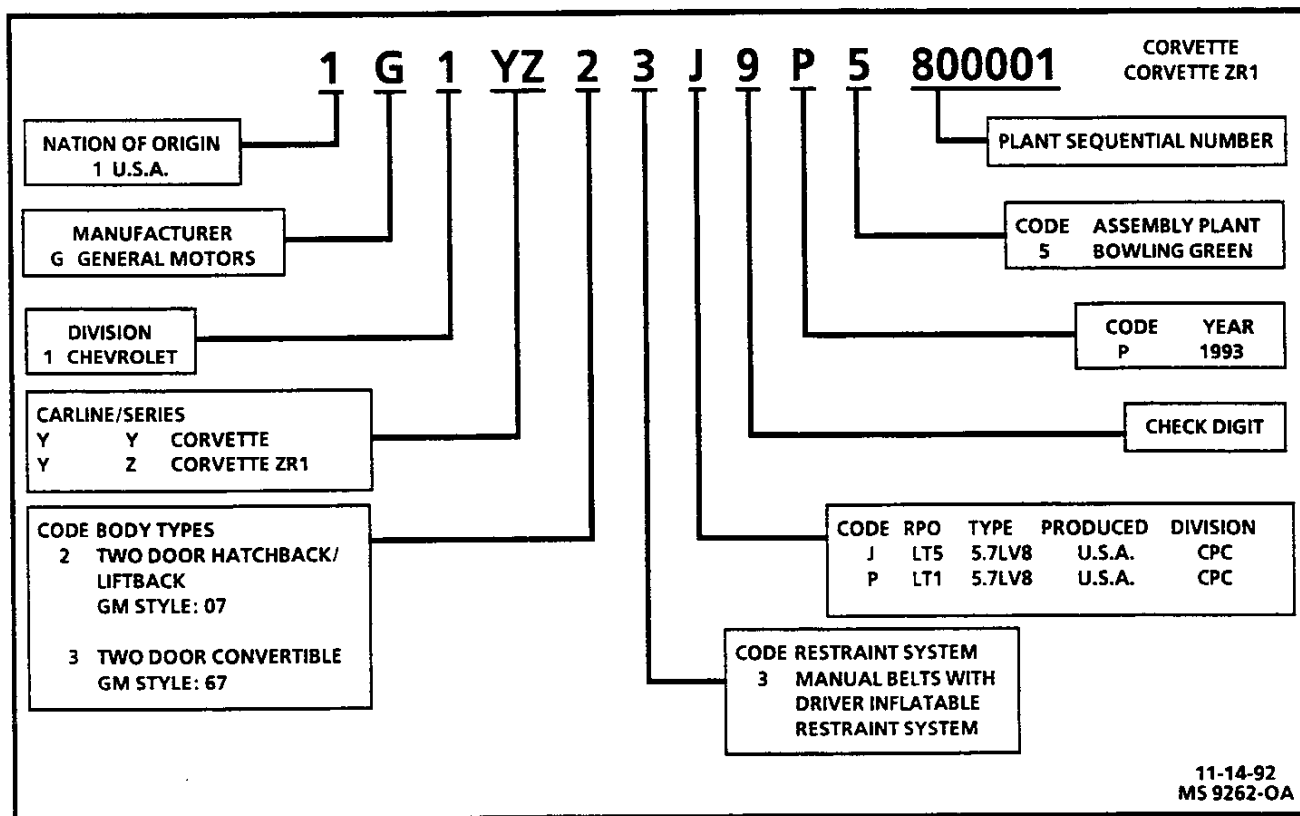 1 G 1 YZ 2 3 J 9 P 5 800001
CORVETTE
CORVETTE ZR1
NATION OF ORIGIN
1 U.S.A.
MANUFACTURER
G GENERAL MOTORS
DIVISION
1 CHEVROLET
CARLINE/SERIES
Y Y CORVETTE
Y Z CORVETTE ZR1
CODE BODY TYPES
2 TWO DOOR HATCHBACK/
LIFTBACK
GM STYLE: 07
3 TWO DOOR CONVERTIBLE
GM STYLE: 67
PLANT SEQUENTIAL NUMBER
CODE ASSEMBLY PLANT
5 BOWLING GREEN
CODE YEAR
P 1993
CHECK DIGIT
CODE RPO TYPE PRODUCED DIVISION
J LT5 5.7LV8 U.S.A. CPC
P LT1 5.7LV8 U.S.A. CPC
CODE RESTRAINT SYSTEM
3 MANUAL BELTS WITH
DRIVER INFLATABLE
RESTRAINT SYSTEM
11-14-92
MS 9262-OA